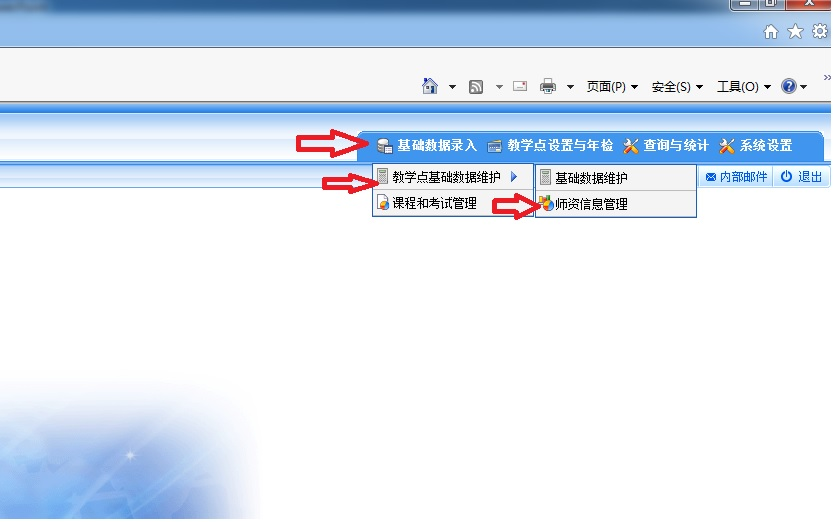 页面(P) 安全(S) 工具(O)
基础数据录入 教学点设置与年检 查询与统计 系统设置
教学点基础数据维护 基础数据维护 内部邮件 退出
课程和考试管理 师资信息管理